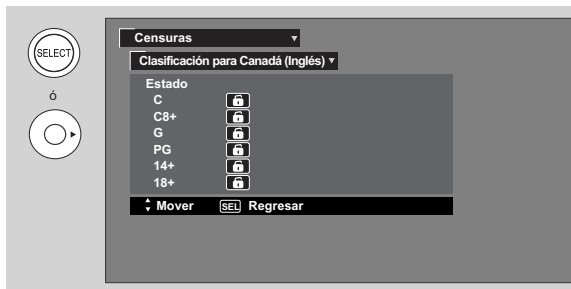 SELECT
ó
Censuras
Clasificación para Canadá (Inglés)
Estado
C
C8+
G
PG
14+
18+
Mover SEL Regresar